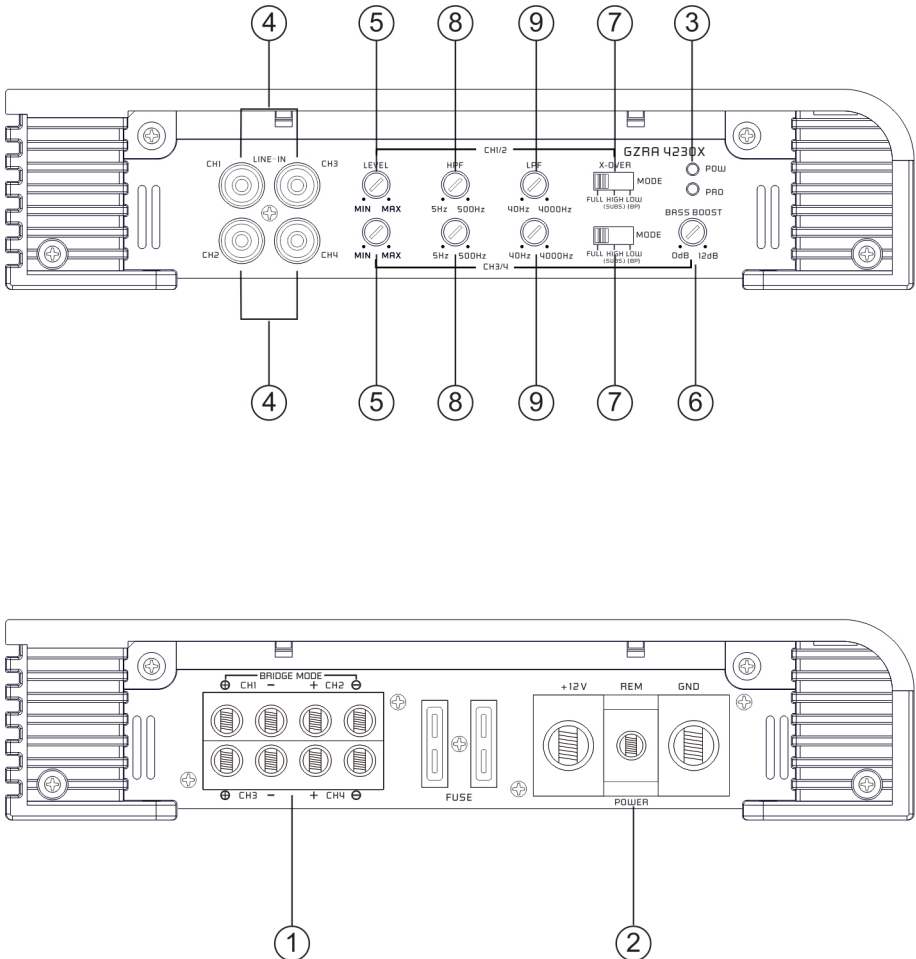 4 5 8 9 7 3
CH1/2 GZRA 4230X
CH1 LINE-IN CH3 LEVEL HPF LPF X-OVER POW
MODE
MIN MAX 5Hz 500Hz 40Hz 4000Hz FULL HIGH LOW PRO
(SUBS.) (BP)
BASS BOOST
MODE
CH2 CH4 MIN MAX 5Hz 500Hz 40Hz 4000Hz FULL HIGH LOW 0dB 12dB
(SUBS.) (BP)
CH3/4
4 5 8 9 7 6
BRIDGE MODE
⊕ CH1 − + CH2 ⊖ +12V REM GND
⊕ CH3 − + CH4 ⊖ FUSE POWER
1 2